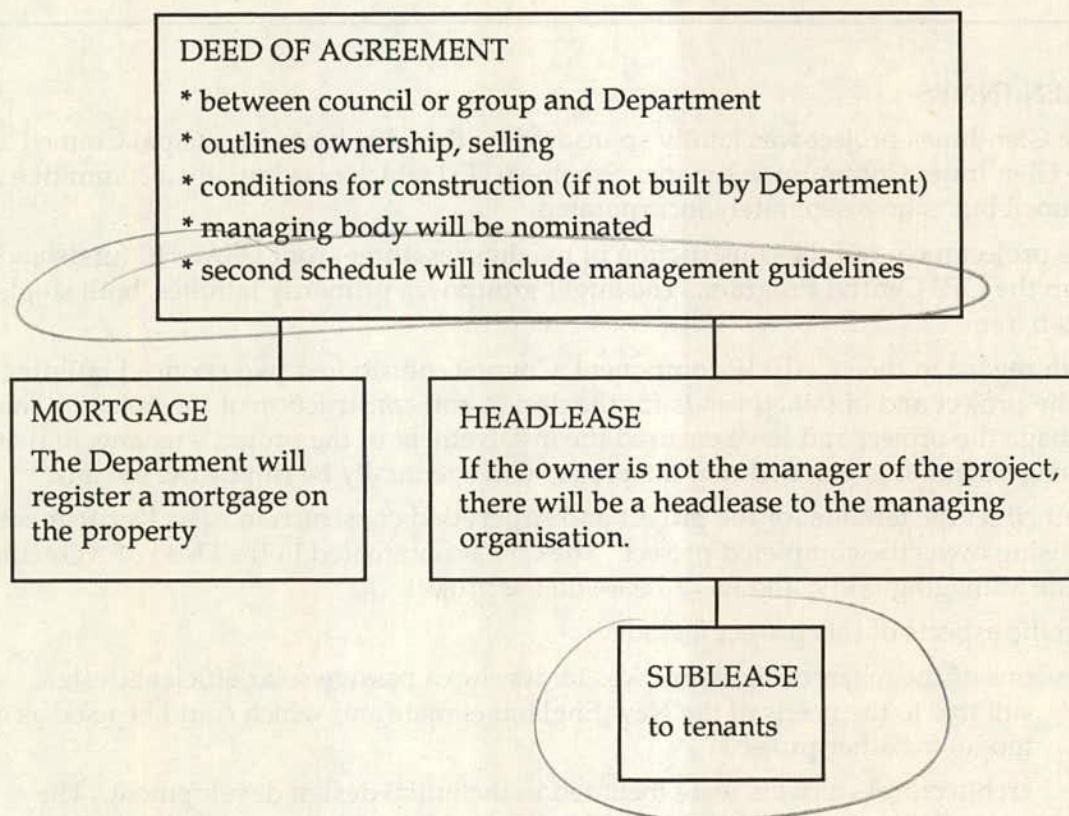 DEED OF AGREEMENT
* between council or group and Department
* outlines ownership, selling
* conditions for construction (if not built by Department)
* managing body will be nominated
* second schedule will include management guidelines
MORTGAGE
The Department will
register a mortgage on
the property
HEADLEASE
If the owner is not the manager of the project,
there will be a headlease to the managing
organisation.
SUBLEASE
to tenants